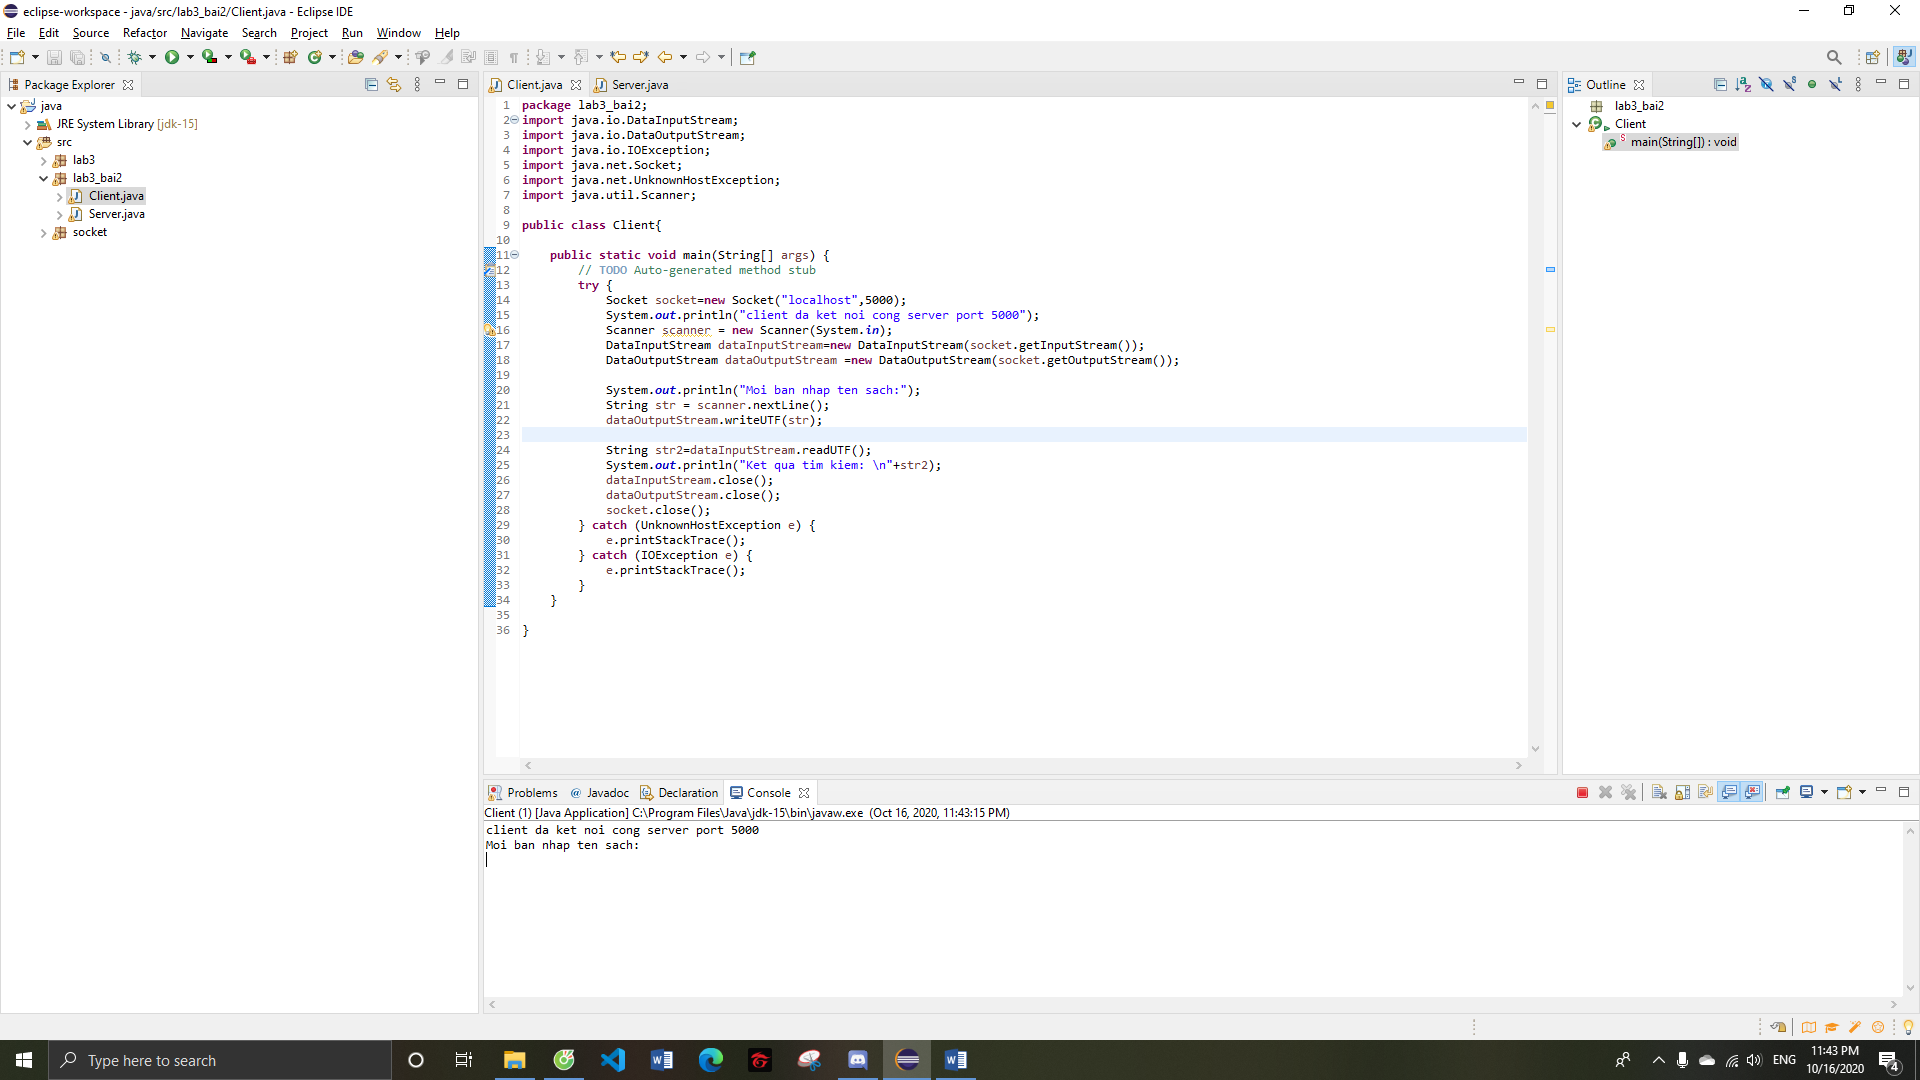 eclipse-workspace - java/src/lab3_bai2/Client.java - Eclipse IDE
File Edit Source Refactor Navigate Search Project Run Window Help
Package Explorer
java
JRE System Library [jdk-15]
src
lab3
lab3_bai2
Client.java
Server.java
socket
Client.java Server.java
1 package lab3_bai2;
2 import java.io.DataInputStream;
3 import java.io.DataOutputStream;
4 import java.io.IOException;
5 import java.net.Socket;
6 import java.net.UnknownHostException;
7 import java.util.Scanner;
8
9 public class Client{
10
11 public static void main(String[] args) {
12 // TODO Auto-generated method stub
13 try {
14 Socket socket=new Socket("localhost",5000);
15 System.out.println("client da ket noi cong server port 5000");
16 Scanner scanner = new Scanner(System.in);
17 DataInputStream dataInputStream=new DataInputStream(socket.getInputStream());
18 DataOutputStream dataOutputStream =new DataOutputStream(socket.getOutputStream());
19
20 System.out.println("Moi ban nhap ten sach:");
21 String str = scanner.nextLine();
22 dataOutputStream.writeUTF(str);
23
24 String str2=dataInputStream.readUTF();
25 System.out.println("Ket qua tim kiem: \n"+str2);
26 dataInputStream.close();
27 dataOutputStream.close();
28 socket.close();
29 } catch (UnknownHostException e) {
30 e.printStackTrace();
31 } catch (IOException e) {
32 e.printStackTrace();
33 }
34 }
35
36 }
Outline
lab3_bai2
Client
main(String[]) : void
Problems @ Javadoc Declaration Console
Client (1) [Java Application] C:\Program Files\Java\jdk-15\bin\javaw.exe (Oct 16, 2020, 11:43:15 PM)
client da ket noi cong server port 5000
Moi ban nhap ten sach:
Type here to search
ENG
11:43 PM
10/16/2020
4